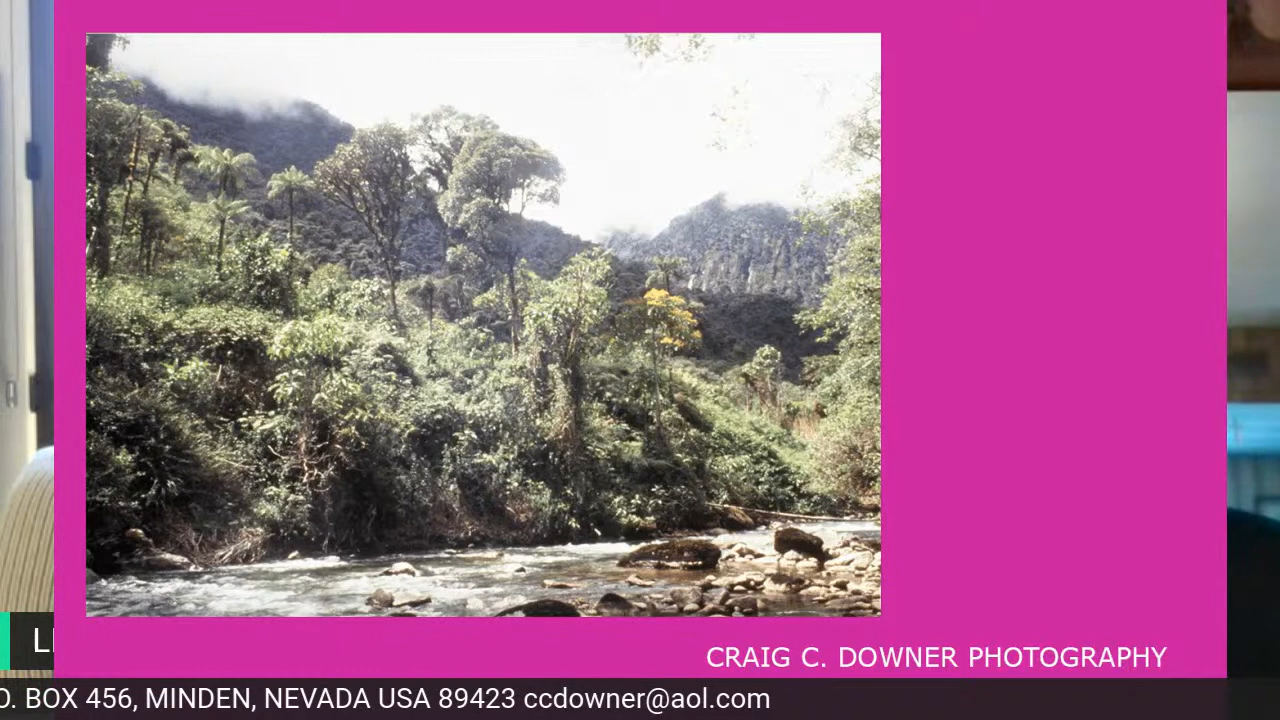 CRAIG C. DOWNER PHOTOGRAPHY
BOX 456, MINDEN, NEVADA USA 89423 ccdowner@aol.com